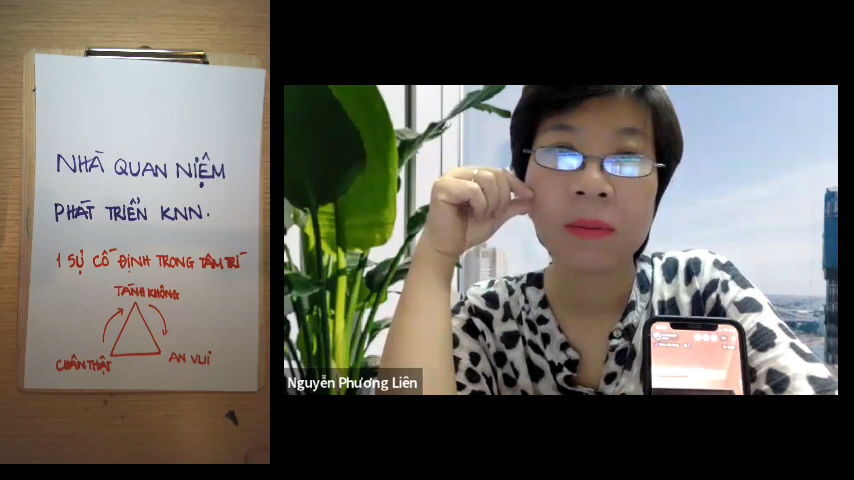 NHÀ QUAN NIỆM
PHÁT TRIỂN KNN.
1 SỰ CỐ ĐỊNH TRONG TÂM TRÍ
TÁNH KHÔNG
CHÂN THẬT
AN VUI
Nguyễn Phương Liên